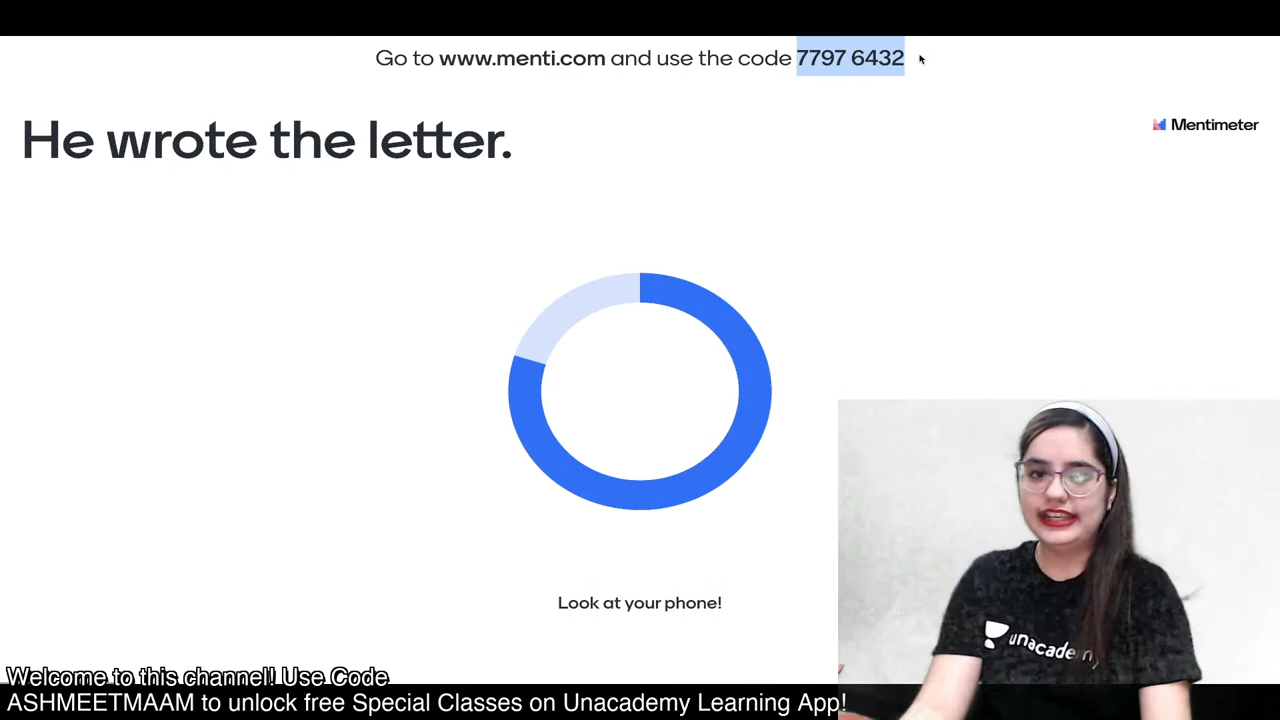 Go to www.menti.com and use the code 7797 6432
Mentimeter
He wrote the letter.
Look at your phone!
unacademy
Welcome to this channel! Use Code
ASHMEETMAAM to unlock free Special Classes on Unacademy Learning App!